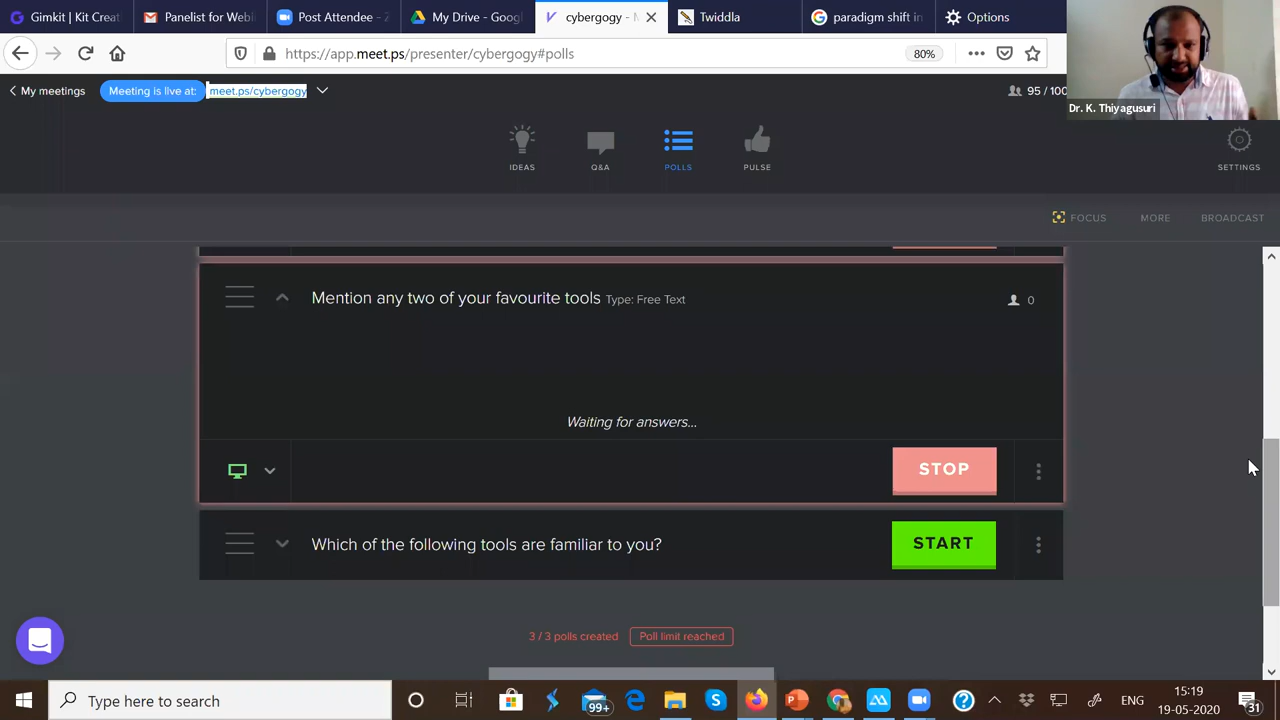 Gimkit | Kit Creat
Panelist for Webi
Post Attendee - Z
My Drive - Googl
cybergogy - M
Twiddla
paradigm shift in
Options
https://app.meet.ps/presenter/cybergogy#polls
80%
My meetings
Meeting is live at:
meet.ps/cybergogy
95 / 100
Dr. K. Thiyagusuri
IDEAS
Q&A
POLLS
PULSE
SETTINGS
FOCUS
MORE
BROADCAST
Mention any two of your favourite tools Type: Free Text
0
Waiting for answers...
STOP
Which of the following tools are familiar to you?
START
3 / 3 polls created
Poll limit reached
Type here to search
99+
ENG
15:19
19-05-2020
31